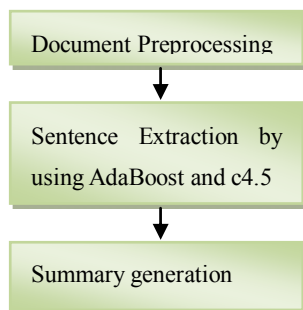 Document Preprocessing
Sentence Extraction by
using AdaBoost and c4.5
Summary generation